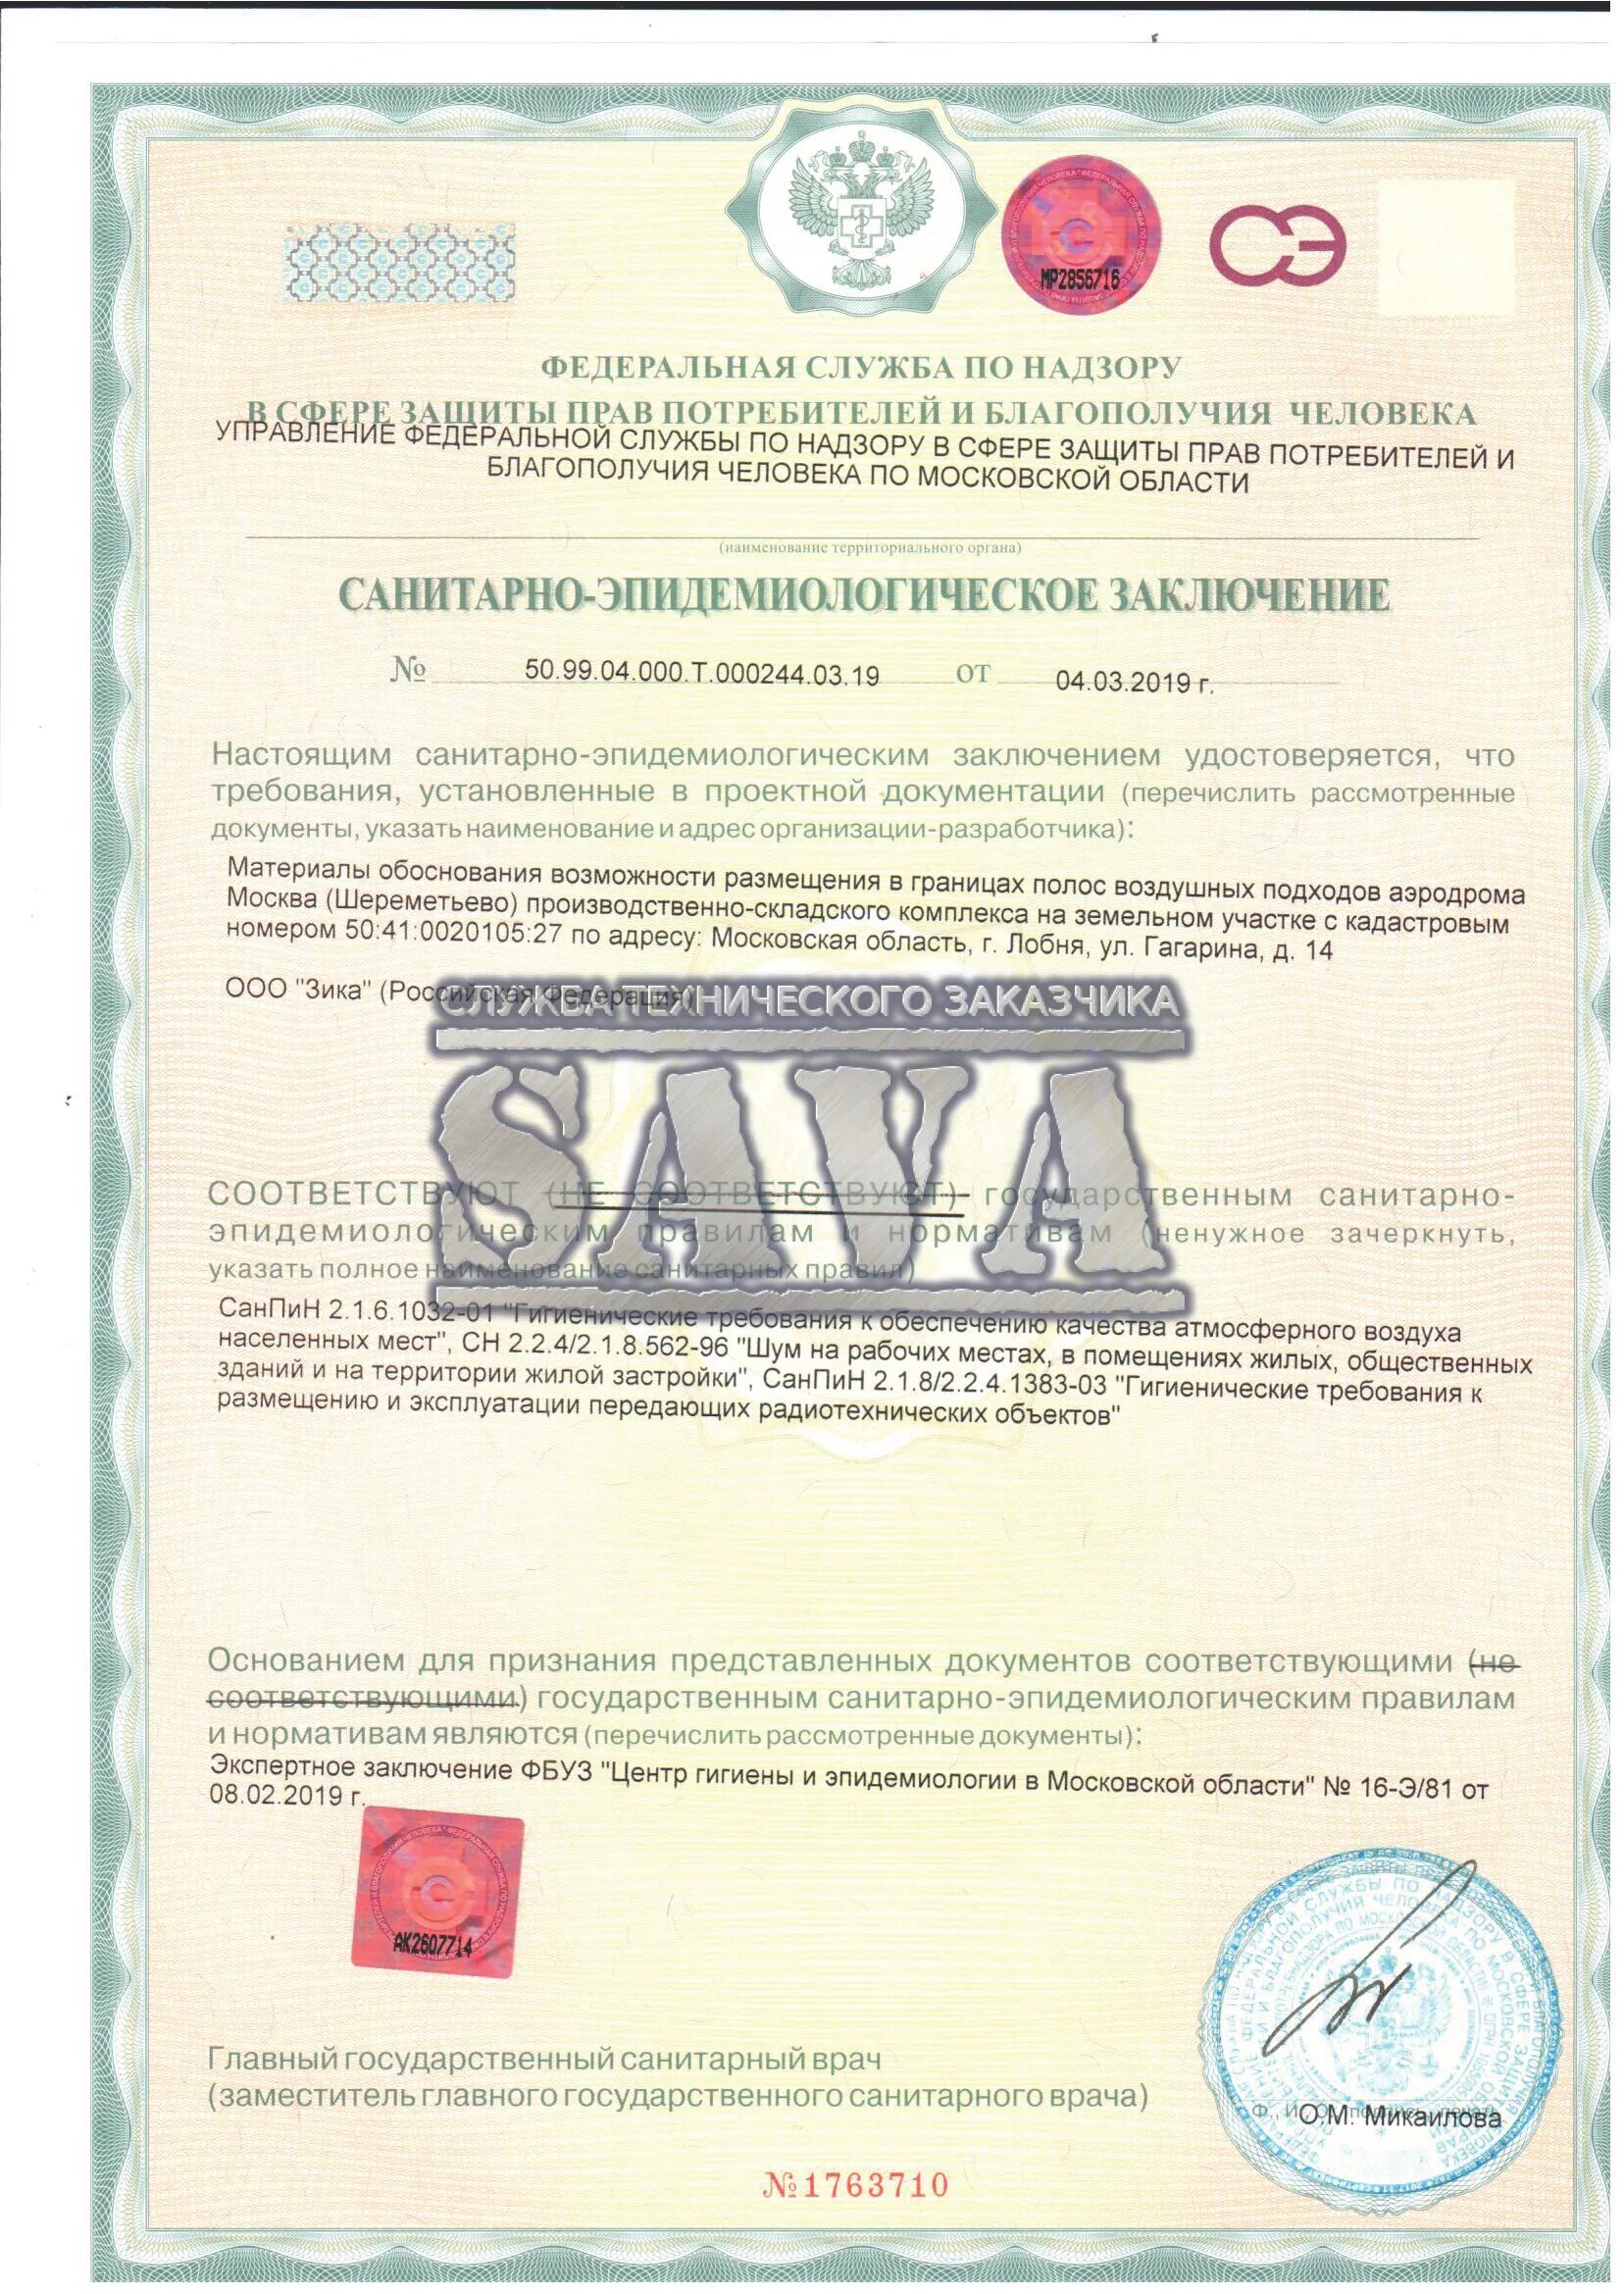 МР2856716
СЭ
ФЕДЕРАЛЬНАЯ СЛУЖБА ПО НАДЗОРУ
В СФЕРЕ ЗАЩИТЫ ПРАВ ПОТРЕБИТЕЛЕЙ И БЛАГОПОЛУЧИЯ ЧЕЛОВЕКА
УПРАВЛЕНИЕ ФЕДЕРАЛЬНОЙ СЛУЖБЫ ПО НАДЗОРУ В СФЕРЕ ЗАЩИТЫ ПРАВ ПОТРЕБИТЕЛЕЙ И
БЛАГОПОЛУЧИЯ ЧЕЛОВЕКА ПО МОСКОВСКОЙ ОБЛАСТИ
(наименование территориального органа)
САНИТАРНО-ЭПИДЕМИОЛОГИЧЕСКОЕ ЗАКЛЮЧЕНИЕ
№ 50.99.04.000.Т.000244.03.19 ОТ 04.03.2019 г.
Настоящим санитарно-эпидемиологическим заключением удостоверяется, что
требования, установленные в проектной документации (перечислить рассмотренные
документы, указать наименование и адрес организации-разработчика):
Материалы обоснования возможности размещения в границах полос воздушных подходов аэродрома
Москва (Шереметьево) производственно-складского комплекса на земельном участке с кадастровым
номером 50:41:0020105:27 по адресу: Московская область, г. Лобня, ул. Гагарина, д. 14
ООО "Зика" (Российская Федерация)
СЛУЖБА ТЕХНИЧЕСКОГО ЗАКАЗЧИКА
SAVA
СООТВЕТСТВУЮТ (НЕ СООТВЕТСТВУЮТ) государственным санитарно-
эпидемиологическим правилам и нормативам (ненужное зачеркнуть,
указать полное наименование санитарных правил)
СанПиН 2.1.6.1032-01 "Гигиенические требования к обеспечению качества атмосферного воздуха
населенных мест", СН 2.2.4/2.1.8.562-96 "Шум на рабочих местах, в помещениях жилых, общественных
зданий и на территории жилой застройки", СанПиН 2.1.8/2.2.4.1383-03 "Гигиенические требования к
размещению и эксплуатации передающих радиотехнических объектов"
Основанием для признания представленных документов соответствующими (не
соответствующими) государственным санитарно-эпидемиологическим правилам
и нормативам являются (перечислить рассмотренные документы):
Экспертное заключение ФБУЗ "Центр гигиены и эпидемиологии в Московской области" № 16-Э/81 от
08.02.2019 г.
АК2607714
Главный государственный санитарный врач
(заместитель главного государственного санитарного врача)
О.М. Микаилова
№1763710